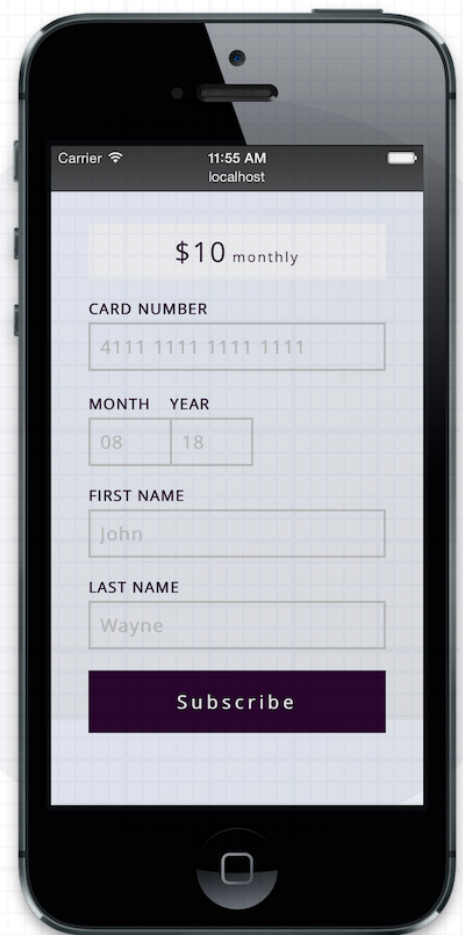 Carrier 11:55 AM
localhost
$10 monthly
CARD NUMBER
4111 1111 1111 1111
MONTH YEAR
08 18
FIRST NAME
John
LAST NAME
Wayne
Subscribe